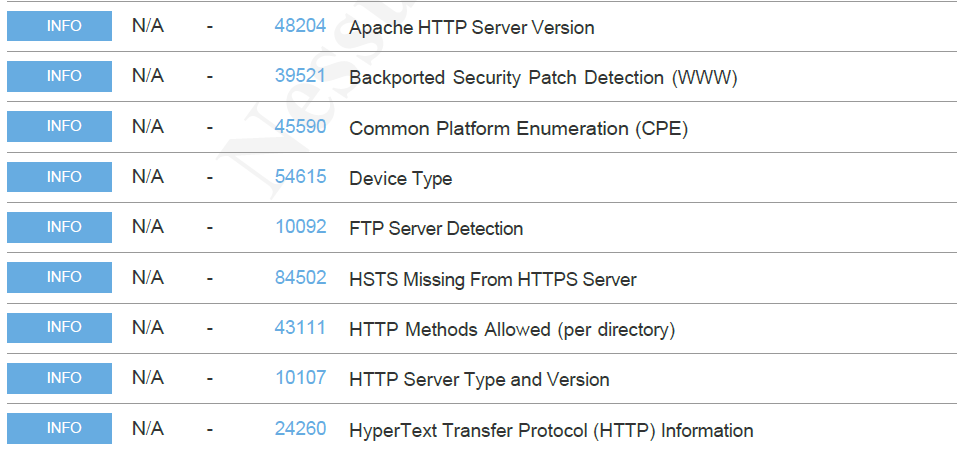 INFO N/A - 48204 Apache HTTP Server Version
INFO N/A - 39521 Backported Security Patch Detection (WWW)
INFO N/A - 45590 Common Platform Enumeration (CPE)
INFO N/A - 54615 Device Type
INFO N/A - 10092 FTP Server Detection
INFO N/A - 84502 HSTS Missing From HTTPS Server
INFO N/A - 43111 HTTP Methods Allowed (per directory)
INFO N/A - 10107 HTTP Server Type and Version
INFO N/A - 24260 HyperText Transfer Protocol (HTTP) Information